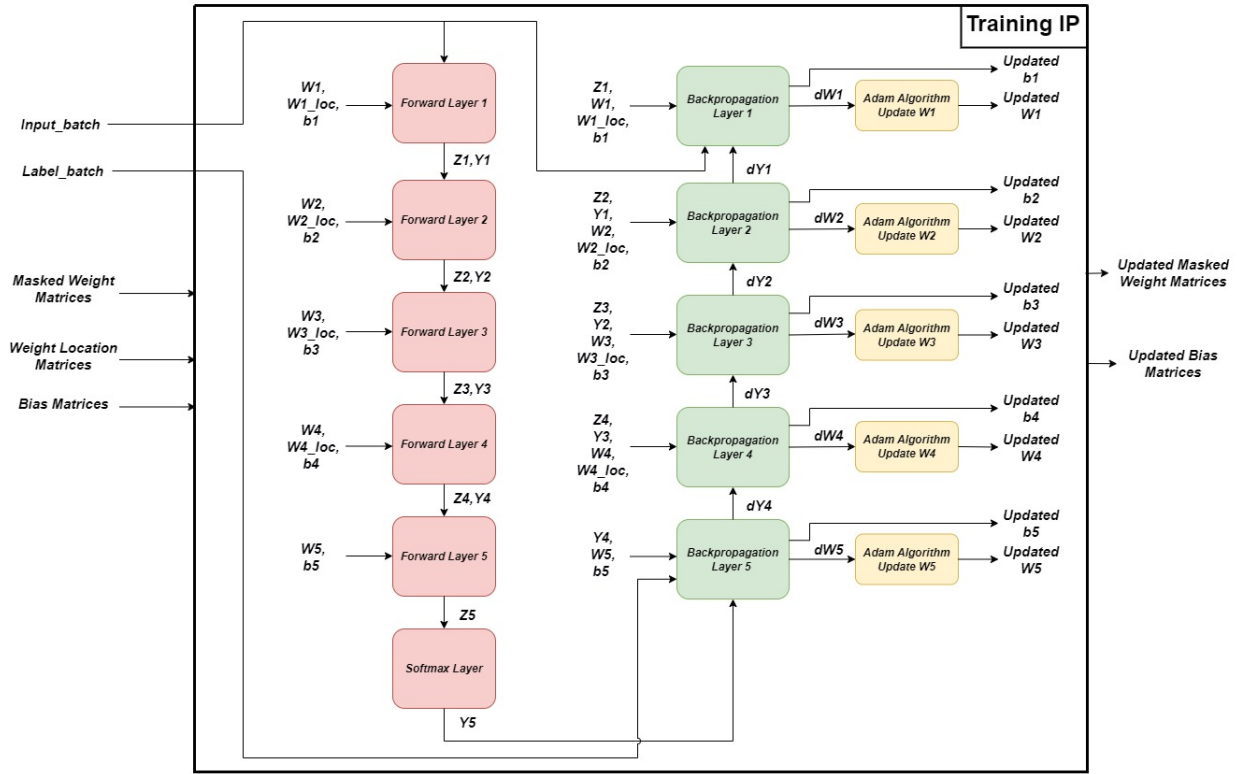 Training IP
Input_batch
Label_batch
Masked Weight
Matrices
Weight Location
Matrices
Bias Matrices
W1,
W1_loc,
b1
Forward Layer 1
Z1,Y1
W2,
W2_loc,
b2
Forward Layer 2
Z2,Y2
W3,
W3_loc,
b3
Forward Layer 3
Z3,Y3
W4,
W4_loc,
b4
Forward Layer 4
Z4,Y4
W5,
b5
Forward Layer 5
Z5
Softmax Layer
Y5
Z1,
W1,
W1_loc,
b1
Backpropagation
Layer 1
dW1
Adam Algorithm
Update W1
Updated
b1
Updated
W1
dY1
Z2,
Y1,
W2,
W2_loc,
b2
Backpropagation
Layer 2
dW2
Adam Algorithm
Update W2
Updated
b2
Updated
W2
dY2
Z3,
Y2,
W3,
W3_loc,
b3
Backpropagation
Layer 3
dW3
Adam Algorithm
Update W3
Updated
b3
Updated
W3
dY3
Z4,
Y3,
W4,
W4_loc,
b4
Backpropagation
Layer 4
dW4
Adam Algorithm
Update W4
Updated
b4
Updated
W4
dY4
Y4,
W5,
b5
Backpropagation
Layer 5
dW5
Adam Algorithm
Update W5
Updated
b5
Updated
W5
Updated Masked
Weight Matrices
Updated Bias
Matrices